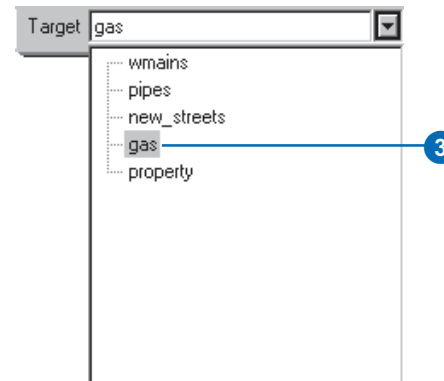 Target gas
wmains
pipes
new_streets
gas 3
property